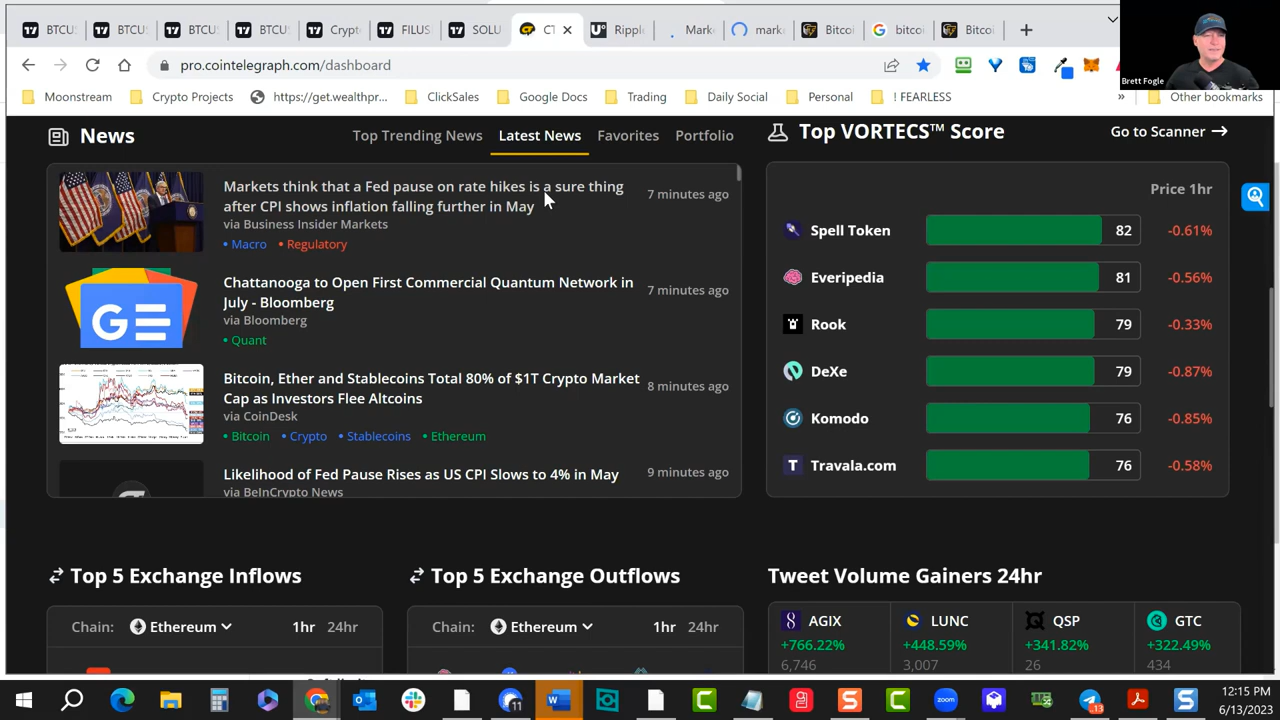 BTCU
BTCU
BTCU
BTCU
Crypt
FILUS
SOLU
CT
Ripple
Mark
mark
Bitcoi
bitco
Bitcoi
pro.cointelegraph.com/dashboard
Brett Fogle
Moonstream
Crypto Projects
https://get.wealthpr...
! Sales
Google Docs
Trading
Daily Social
Personal
! FEARLESS
»
Other bookmarks
News
Top Trending News
Latest News
Favorites
Portfolio
Markets think that a Fed pause on rate hikes is a sure thing
after CPI shows inflation falling further in May
7 minutes ago
via Business Insider Markets
• Macro • Regulatory
Chattanooga to Open First Commercial Quantum Network in
July - Bloomberg
7 minutes ago
via Bloomberg
• Quant
GE
Bitcoin, Ether and Stablecoins Total 80% of $1T Crypto Market
Cap as Investors Flee Altcoins
8 minutes ago
via CoinDesk
• Bitcoin • Crypto • Stablecoins • Ethereum
Likelihood of Fed Pause Rises as US CPI Slows to 4% in May
9 minutes ago
via BeInCrypto News
Top VORTECS™ Score
Go to Scanner →
Price 1hr
Spell Token 82 -0.61%
Everipedia 81 -0.56%
Rook 79 -0.33%
DeXe 79 -0.87%
Komodo 76 -0.85%
T Travala.com 76 -0.58%
Top 5 Exchange Inflows
Chain: Ethereum 1hr 24hr
Top 5 Exchange Outflows
Chain: Ethereum 1hr 24hr
Tweet Volume Gainers 24hr
AGIX
+766.22%
6,746
LUNC
+448.59%
3,007
QSP
+341.82%
26
GTC
+322.49%
434
11
zoom
.13
12:15 PM
6/13/2023